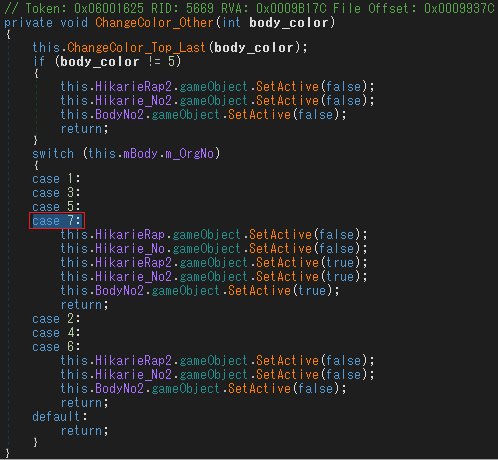 // Token: 0x06001625 RID: 5669 RVA: 0x0009B17C File Offset: 0x0009937C
private void ChangeColor_Other(int body_color)
{
    this.ChangeColor_Top_Last(body_color);
    if (body_color != 5)
    {
        this.HikarieRap2.gameObject.SetActive(false);
        this.Hikarie_No2.gameObject.SetActive(false);
        this.BodyNo2.gameObject.SetActive(false);
        return;
    }
    switch (this.mBody.m_OrgNo)
    {
    case 1:
    case 3:
    case 5:
    case 7:
        this.HikarieRap.gameObject.SetActive(false);
        this.Hikarie_No.gameObject.SetActive(false);
        this.HikarieRap2.gameObject.SetActive(true);
        this.Hikarie_No2.gameObject.SetActive(true);
        this.BodyNo2.gameObject.SetActive(true);
        return;
    case 2:
    case 4:
    case 6:
        this.HikarieRap2.gameObject.SetActive(false);
        this.Hikarie_No2.gameObject.SetActive(false);
        this.BodyNo2.gameObject.SetActive(false);
        return;
    default:
        return;
    }
}